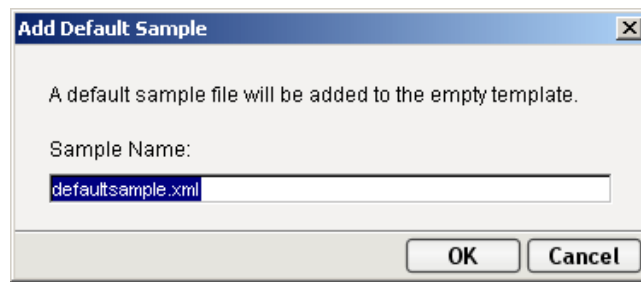 Add Default Sample
A default sample file will be added to the empty template.
Sample Name:
defaultsample.xml
OK Cancel